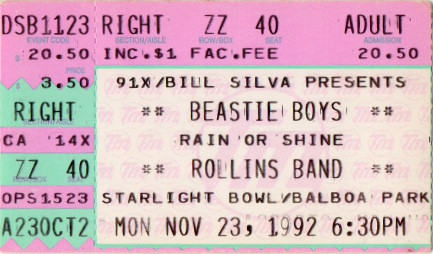 DSB1123 RIGHT ZZ 40 ADULT
EVENT CODE SECTION/AISLE ROW/BOX SEAT ADMISSION
$ 20.50 INC.$1 FAC.FEE 20.50
$ 3.50 91X/BILL SILVA PRESENTS
RIGHT ** BEASTIE BOYS **
CA 14X RAIN OR SHINE
ZZ 40 ** ROLLINS BAND **
OPS1523 STARLIGHT BOWL/BALBOA PARK
A230CT2 MON NOV 23, 1992 6:30PM